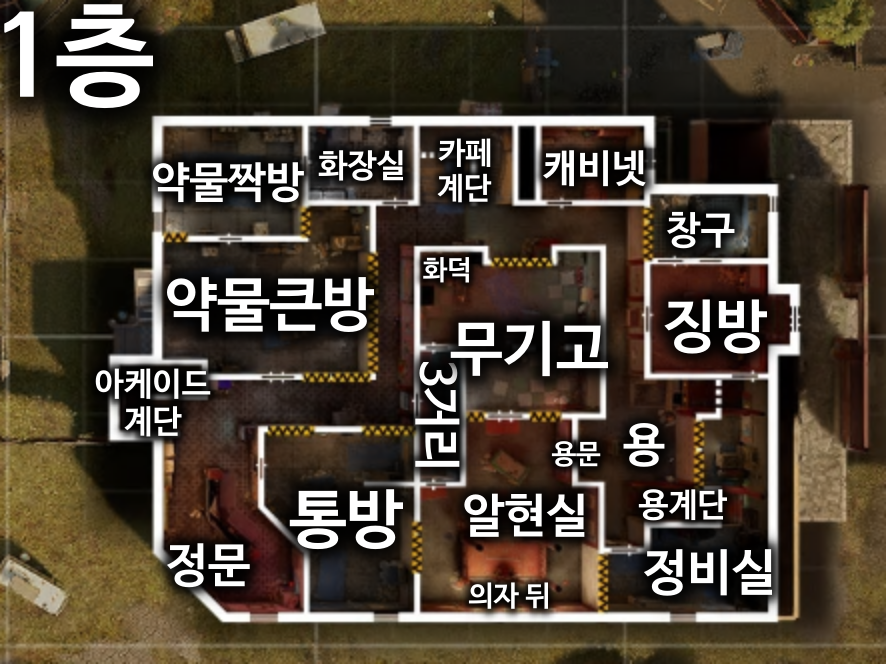 1층
약물짝방
화장실
카페
계단
캐비넷
창구
화덕
약물큰방
무기고
징방
아케이드
계단
3거리
용문
용
용계단
통방
알현실
정문
정비실
의자 뒤